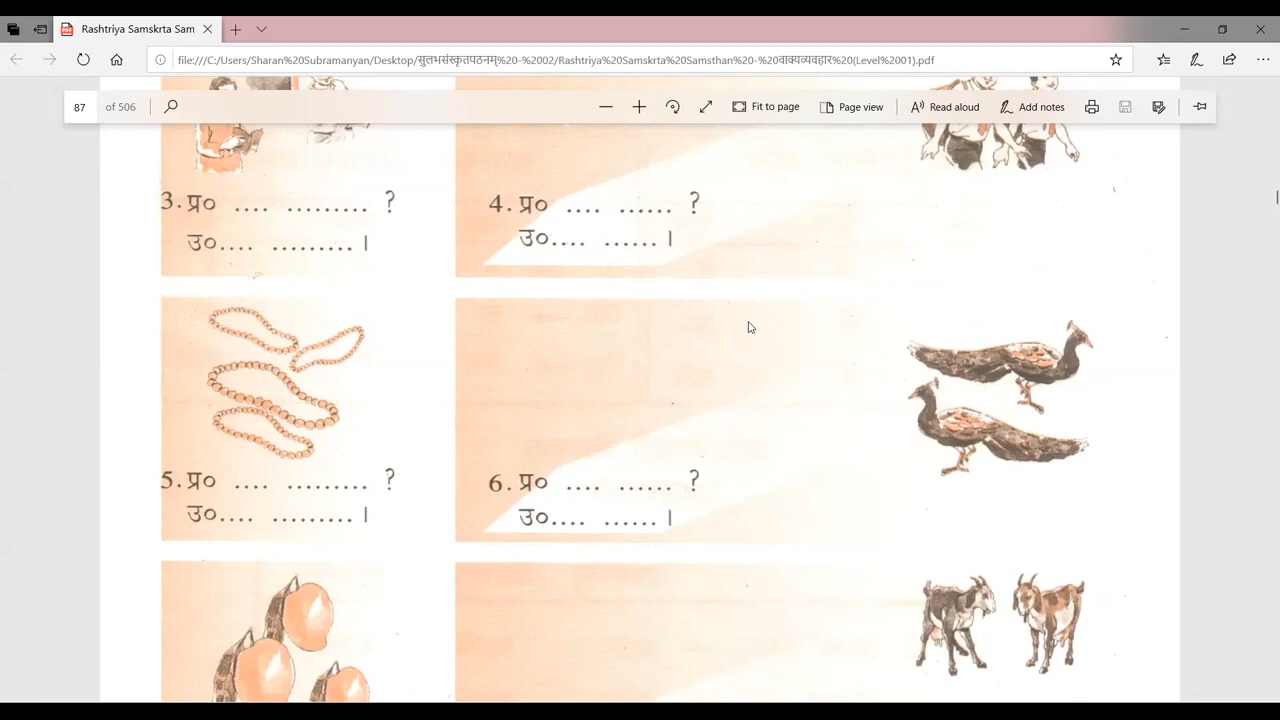 Rashtriya Samskrta Sam
file:///C:/Users/Sharan%20Subramanyan/Desktop/सुलभसंस्कृतपठनम्%20-%2002/Rashtriya%20Samskrta%20Samsthan%20-%20वाक्यव्यवहार%20(Level%2001).pdf
87 of 506 Fit to page Page view Read aloud Add notes
3. प्र० .... ......... ?
उ०.... ......... ।
4. प्र० .... ...... ?
उ०.... ...... ।
5. प्र० .... ......... ?
उ०.... ......... ।
6. प्र० .... ...... ?
उ०.... ...... ।